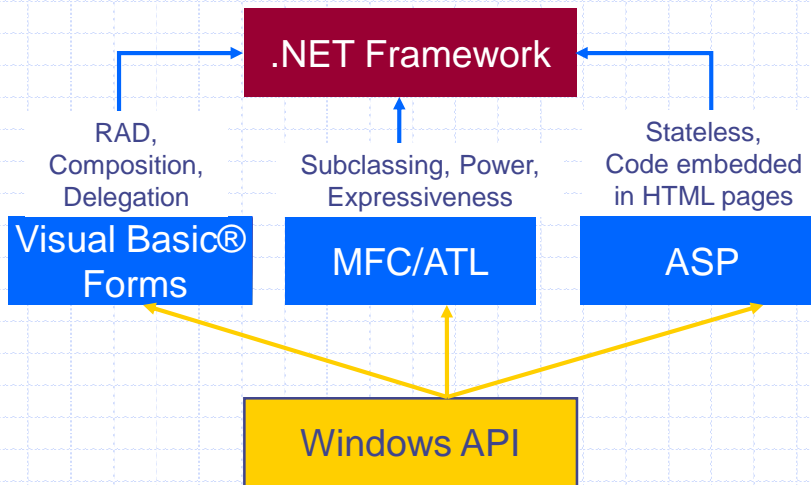 .NET Framework
RAD,
Composition,
Delegation
Subclassing, Power,
Expressiveness
Stateless,
Code embedded
in HTML pages
Visual Basic®
Forms
MFC/ATL
ASP
Windows API